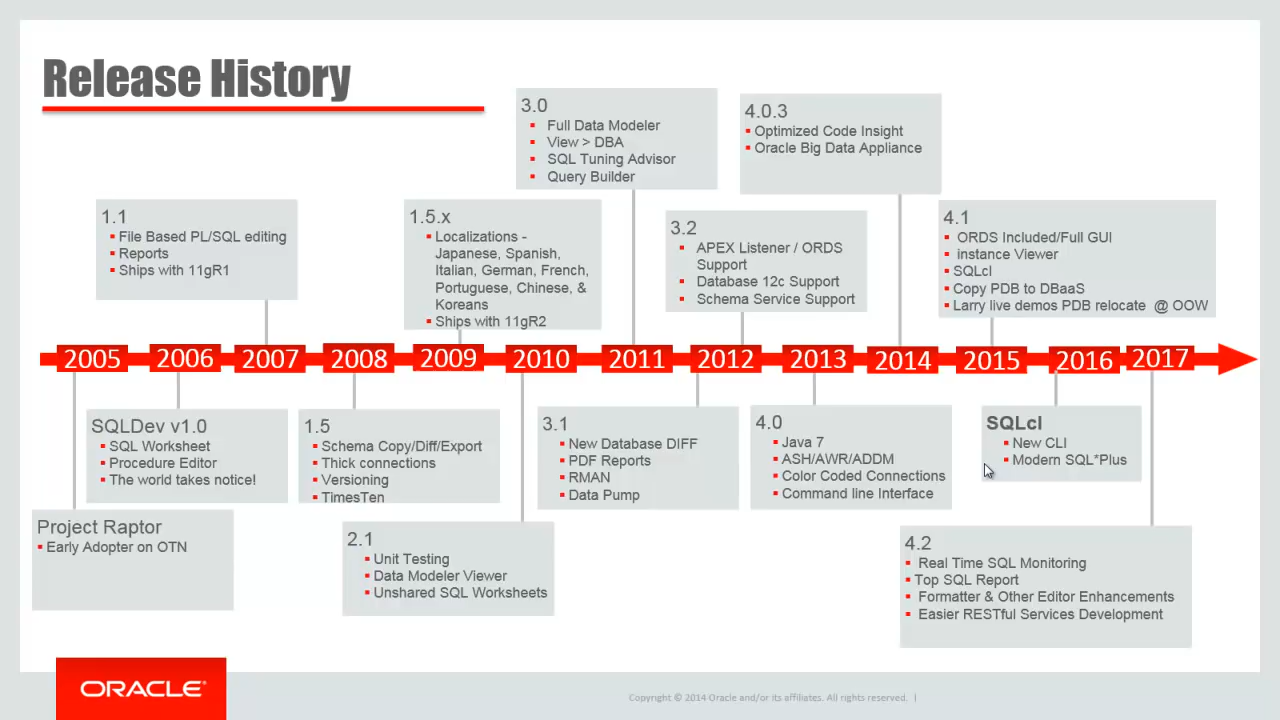 Release History
3.0
Full Data Modeler
View > DBA
SQL Tuning Advisor
Query Builder
4.0.3
Optimized Code Insight
Oracle Big Data Appliance
1.1
File Based PL/SQL editing
Reports
Ships with 11gR1
1.5.x
Localizations -
Japanese, Spanish,
Italian, German, French,
Portuguese, Chinese, &
Koreans
Ships with 11gR2
3.2
APEX Listener / ORDS
Support
Database 12c Support
Schema Service Support
4.1
ORDS Included/Full GUI
instance Viewer
SQLcl
Copy PDB to DBaaS
Larry live demos PDB relocate @ OOW
2005 2006 2007 2008 2009 2010 2011 2012 2013 2014 2015 2016 2017
SQLDev v1.0
SQL Worksheet
Procedure Editor
The world takes notice!
1.5
Schema Copy/Diff/Export
Thick connections
Versioning
TimesTen
3.1
New Database DIFF
PDF Reports
RMAN
Data Pump
4.0
Java 7
ASH/AWR/ADDM
Color Coded Connections
Command line Interface
SQLcl
New CLI
Modern SQL*Plus
Project Raptor
Early Adopter on OTN
2.1
Unit Testing
Data Modeler Viewer
Unshared SQL Worksheets
4.2
Real Time SQL Monitoring
Top SQL Report
Formatter & Other Editor Enhancements
Easier RESTful Services Development
ORACLE®
Copyright © 2014 Oracle and/or its affiliates. All rights reserved. |